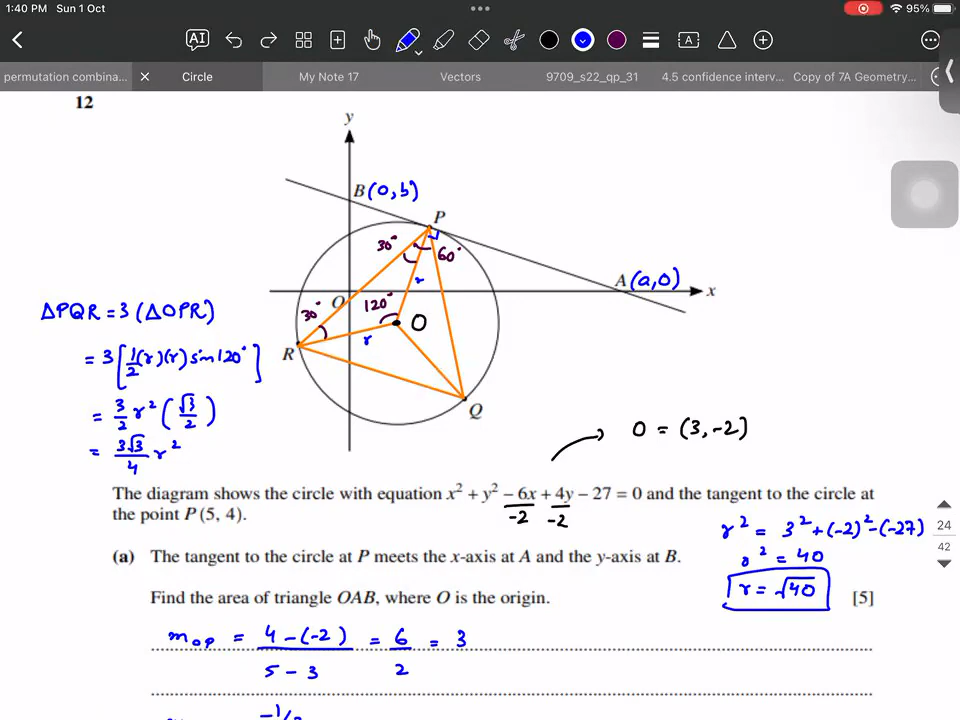 1:40 PM Sun 1 Oct
95%
AI
A
permutation combina...
Circle
My Note 17
Vectors
9709_s22_qp_31
4.5 confidence interv...
Copy of 7A Geometry...
12
y
B(0,b)
P
30°
60°
r
A(a,0)
x
O
120°
30°
O
r
R
Q
ΔPQR = 3(ΔOPR)
= 3[1/2(r)(r) sin 120°]
= 3/2 r² (√3/2)
= 3√3/4 r²
O = (3,-2)
The diagram shows the circle with equation x² + y² − 6x + 4y − 27 = 0 and the tangent to the circle at
-2 -2
the point P(5, 4).
24
42
r² = 3²+(-2)²-(-27)
r² = 40
r = √40
(a) The tangent to the circle at P meets the x-axis at A and the y-axis at B.
Find the area of triangle OAB, where O is the origin. [5]
m_OP = 4-(-2)/5-3 = 6/2 = 3